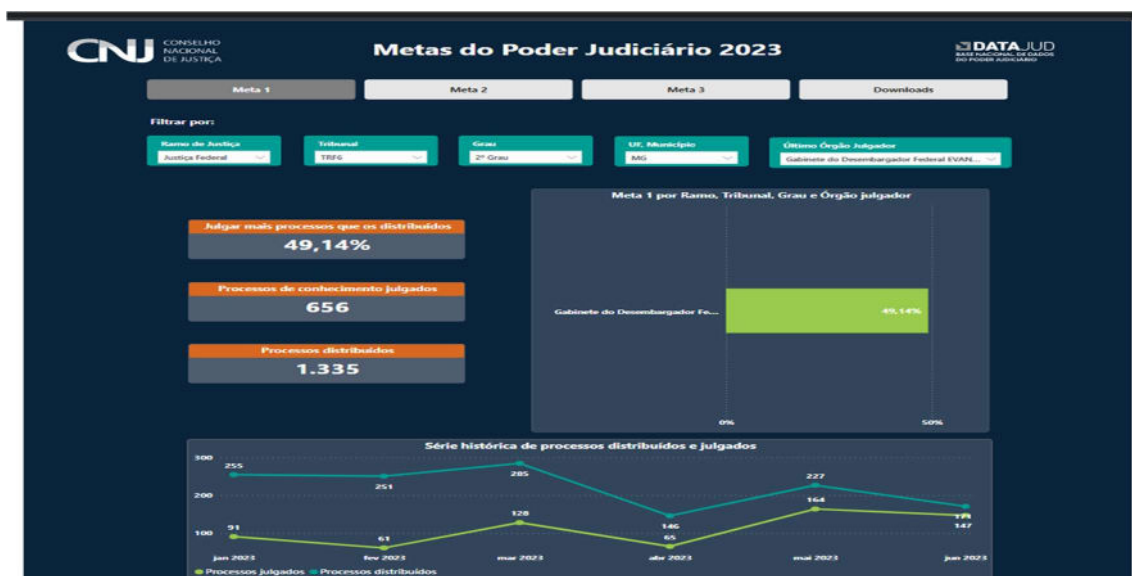 CNJ CONSELHO NACIONAL DE JUSTIÇA
Metas do Poder Judiciário 2023
DATAJUD
BASE NACIONAL DE DADOS
DO PODER JUDICIÁRIO
Meta 1 Meta 2 Meta 3 Downloads
Filtrar por:
Ramo de Justiça Tribunal Grau UF, Município Último Órgão Julgador
Justiça Federal TRF6 2º Grau MG Gabinete do Desembargador Federal EVAN...
Meta 1 por Ramo, Tribunal, Grau e Órgão julgador
Julgar mais processos que os distribuídos
49,14%
Processos de conhecimento julgados
656
Gabinete do Desembargador Fe... 49,14%
Processos distribuídos
1.335
0% 50%
Série histórica de processos distribuídos e julgados
300
200
100
255 251 285 146 227
91 61 128 65 164 147
jan 2023 fev 2023 mar 2023 abr 2023 mai 2023 jun 2023
Processos julgados Processos distribuídos